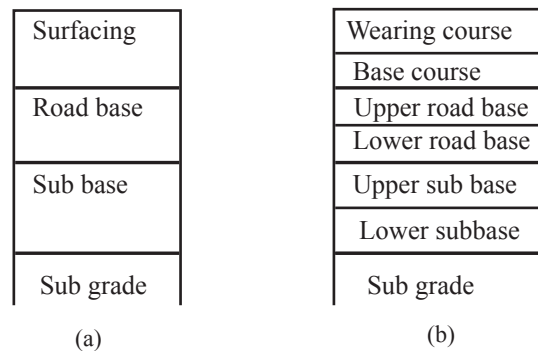 Surfacing
Road base
Sub base
Sub grade
(a)
Wearing course
Base course
Upper road base
Lower road base
Upper sub base
Lower subbase
Sub grade
(b)